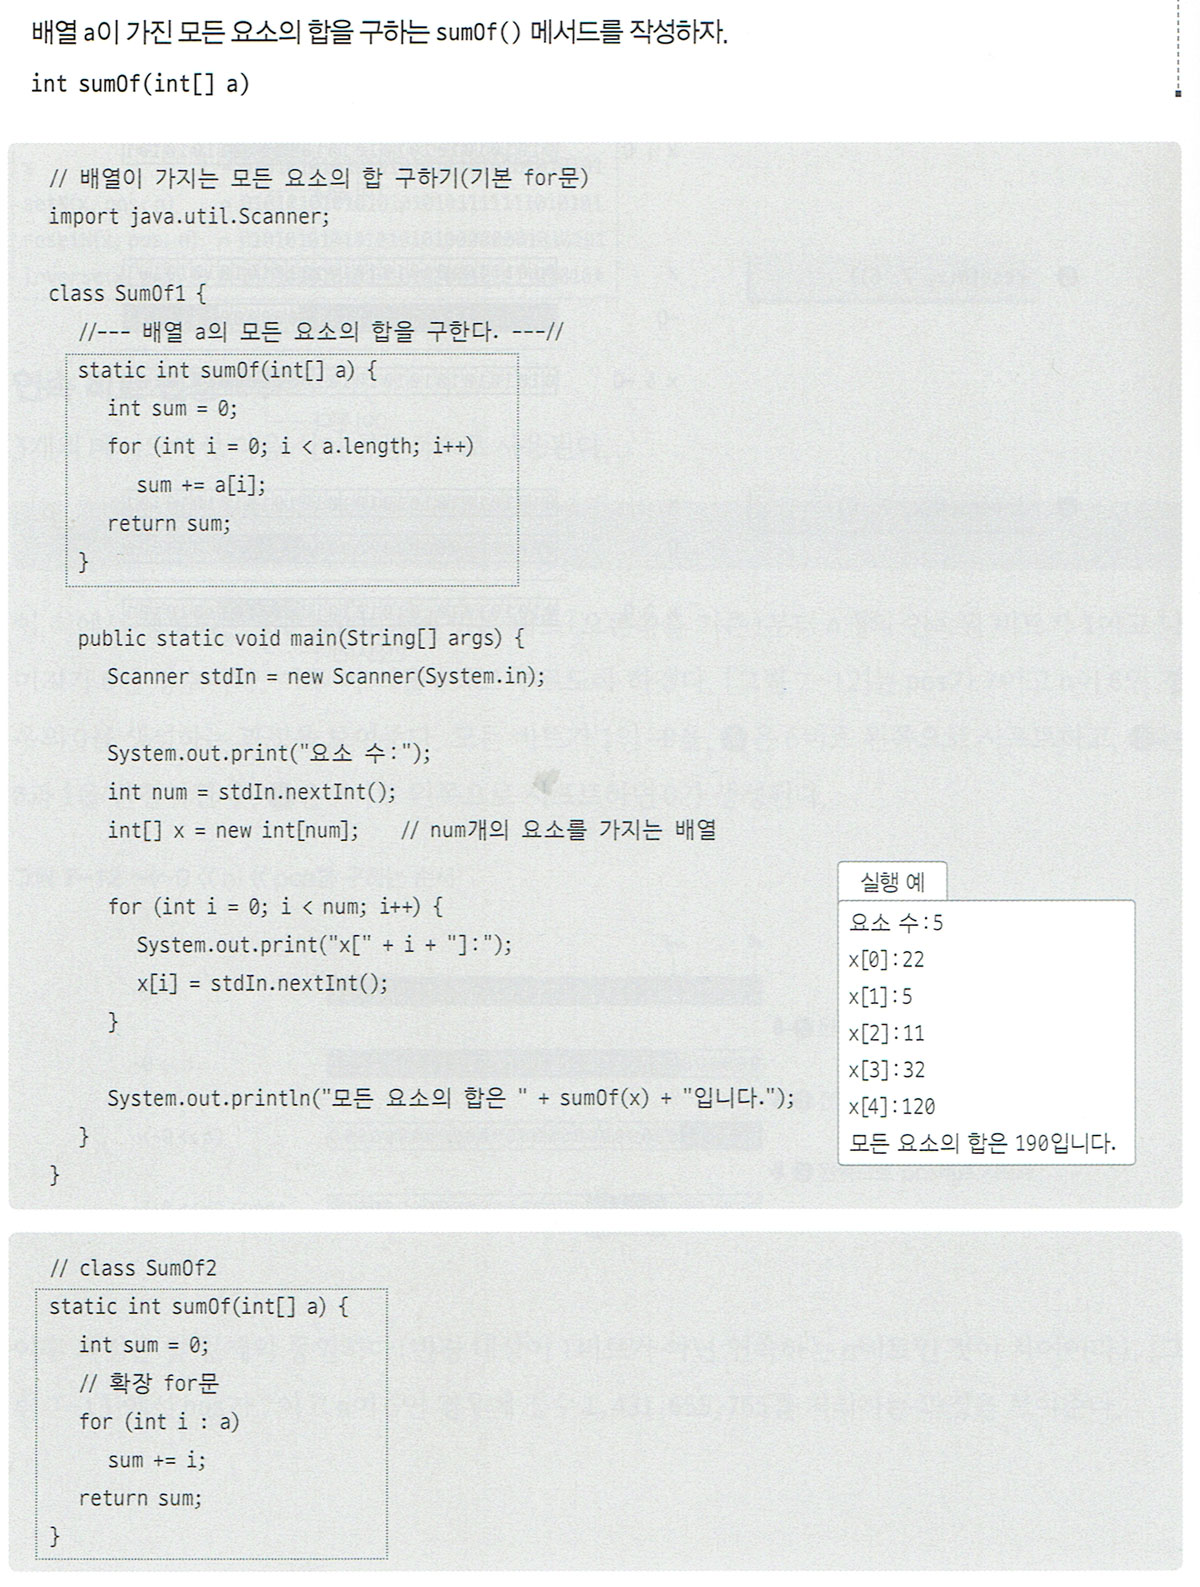 배열 a이 가진 모든 요소의 합을 구하는 sumOf() 메서드를 작성하자.
int sumOf(int[] a)
// 배열이 가지는 모든 요소의 합 구하기(기본 for문)
import java.util.Scanner;
class SumOf1 {
//--- 배열 a의 모든 요소의 합을 구한다. ---//
static int sumOf(int[] a) {
int sum = 0;
for (int i = 0; i < a.length; i++)
sum += a[i];
return sum;
}
public static void main(String[] args) {
Scanner stdIn = new Scanner(System.in);
System.out.print("요소 수:");
int num = stdIn.nextInt();
int[] x = new int[num]; // num개의 요소를 가지는 배열
for (int i = 0; i < num; i++) {
System.out.print("x[" + i + "]:");
x[i] = stdIn.nextInt();
}
System.out.println("모든 요소의 합은 " + sumOf(x) + "입니다.");
}
}
실행 예
요소 수:5
x[0]:22
x[1]:5
x[2]:11
x[3]:32
x[4]:120
모든 요소의 합은 190입니다.
// class SumOf2
static int sumOf(int[] a) {
int sum = 0;
// 확장 for문
for (int i : a)
sum += i;
return sum;
}